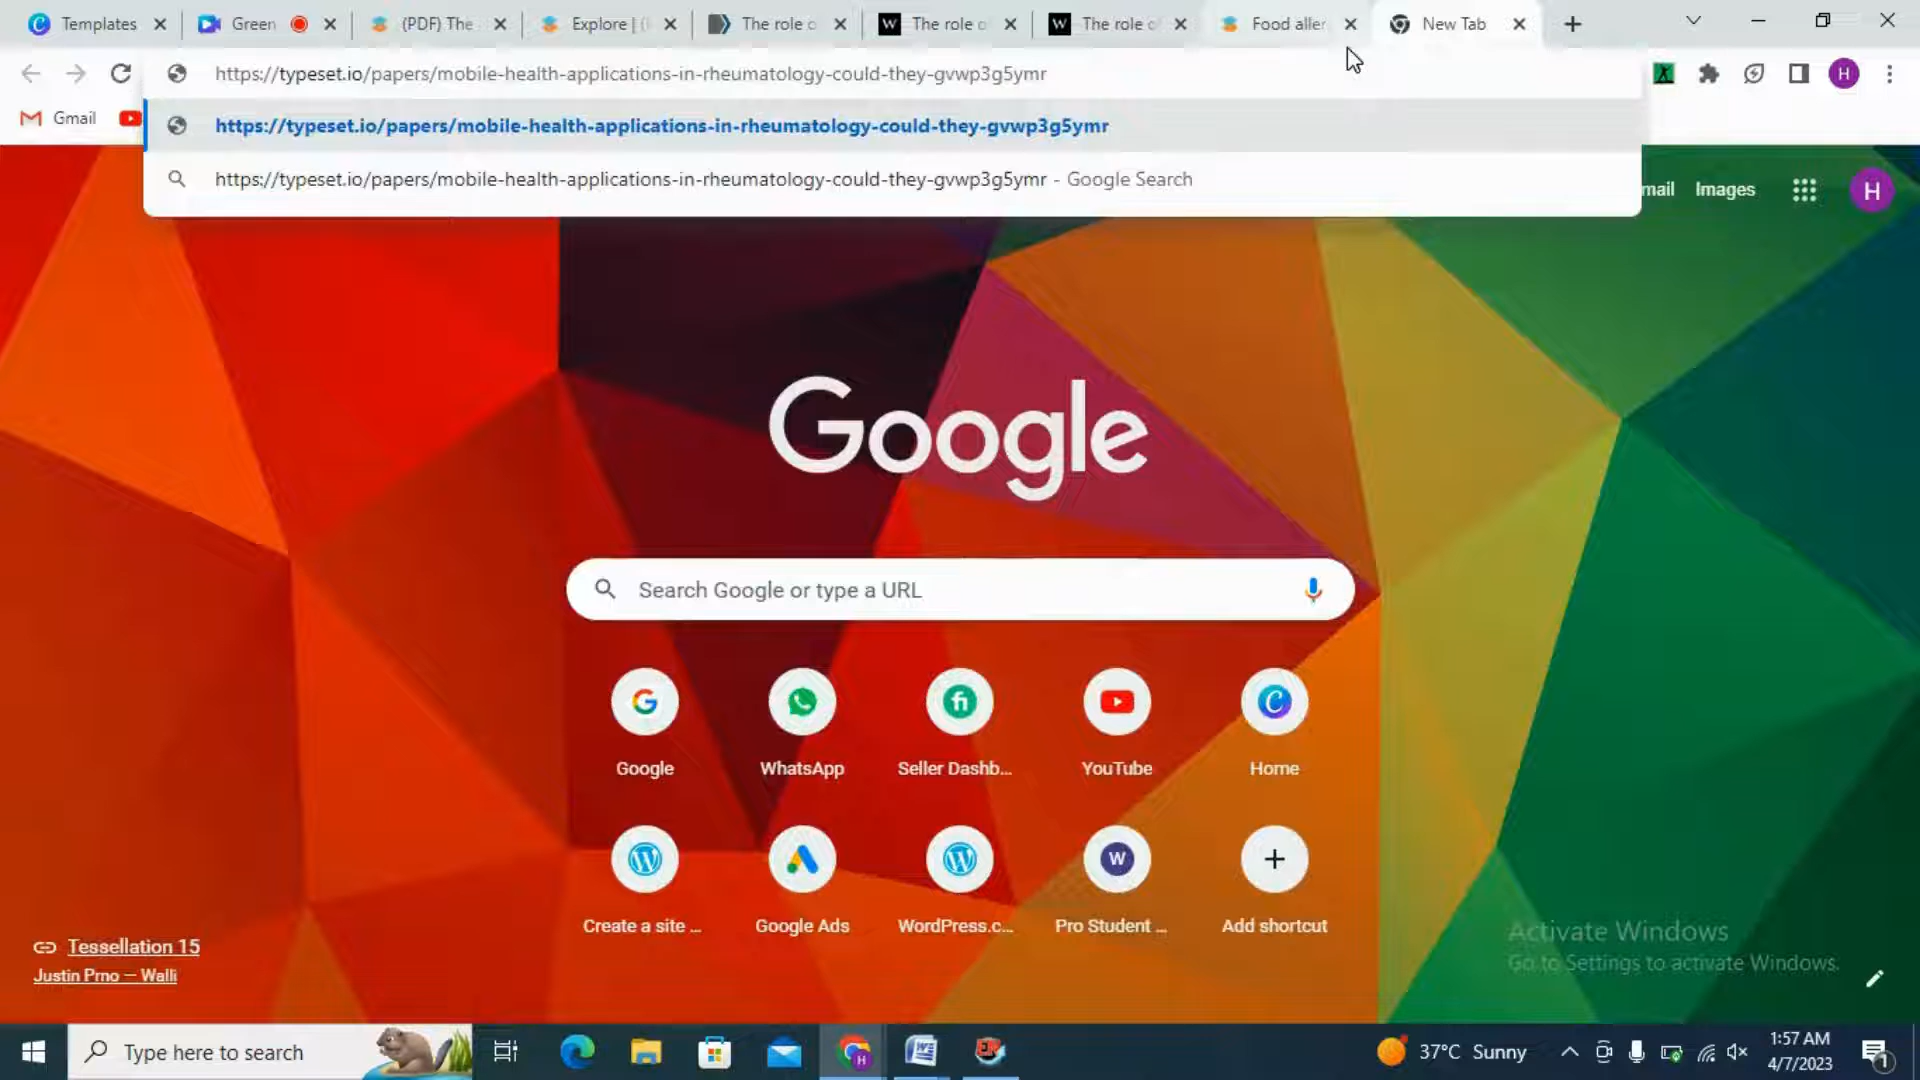 Templates
Green
(PDF) The
Explore | (
The role o
The role o
The role of
Food aller
New Tab
https://typeset.io/papers/mobile-health-applications-in-rheumatology-could-they-gvwp3g5ymr
H
Gmail
https://typeset.io/papers/mobile-health-applications-in-rheumatology-could-they-gvwp3g5ymr
https://typeset.io/papers/mobile-health-applications-in-rheumatology-could-they-gvwp3g5ymr - Google Search
mail
Images
H
Google
Search Google or type a URL
Google
WhatsApp
Seller Dashb...
YouTube
Home
Create a site ...
Google Ads
WordPress.c...
Pro Student ...
Add shortcut
Tessellation 15
Justin Prno — Walli
Activate Windows
Go to Settings to activate Windows.
Type here to search
37°C Sunny
1:57 AM
4/7/2023
1